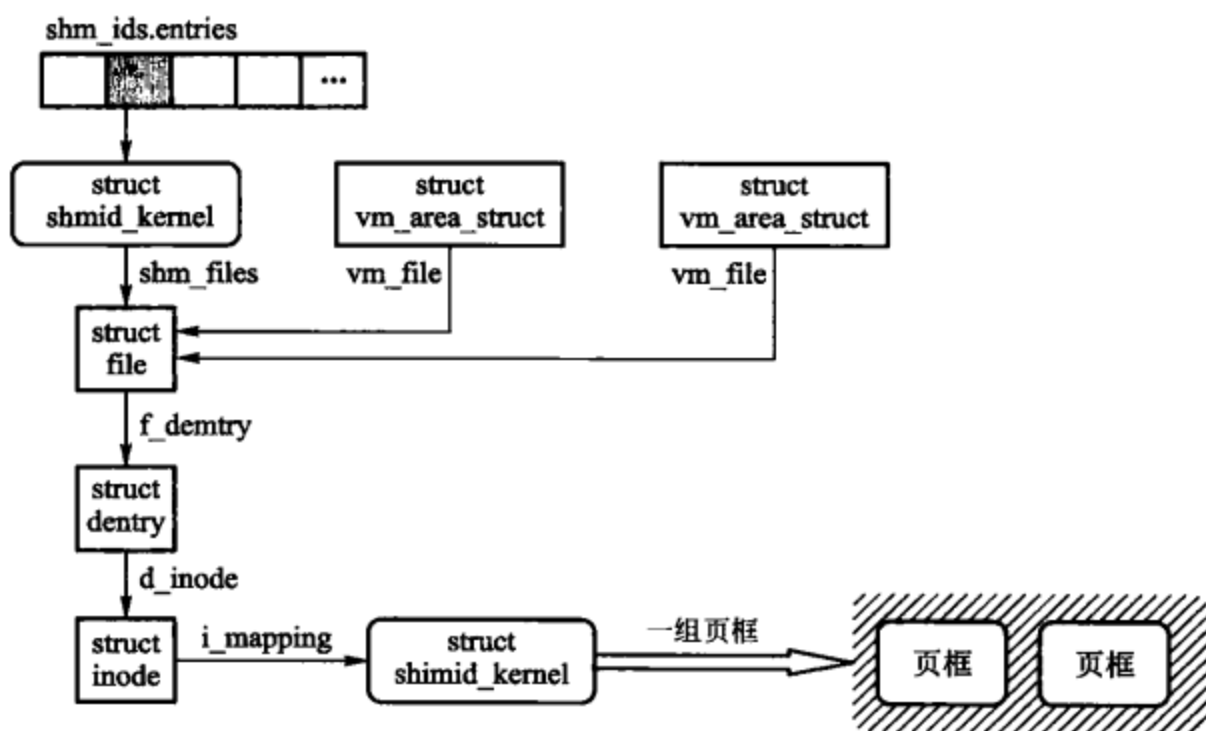 shm_ids.entries
...
struct
shmid_kernel
struct
vm_area_struct
struct
vm_area_struct
shm_files
vm_file
vm_file
struct
file
f_demtry
struct
dentry
d_inode
struct
inode
i_mapping
struct
shimid_kernel
一组页框
页框
页框